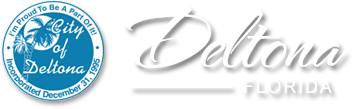 · I'm Proud To Be A Part Of It! ·
City
of
Deltona
Incorporated December 31, 1995
Deltona
FLORIDA